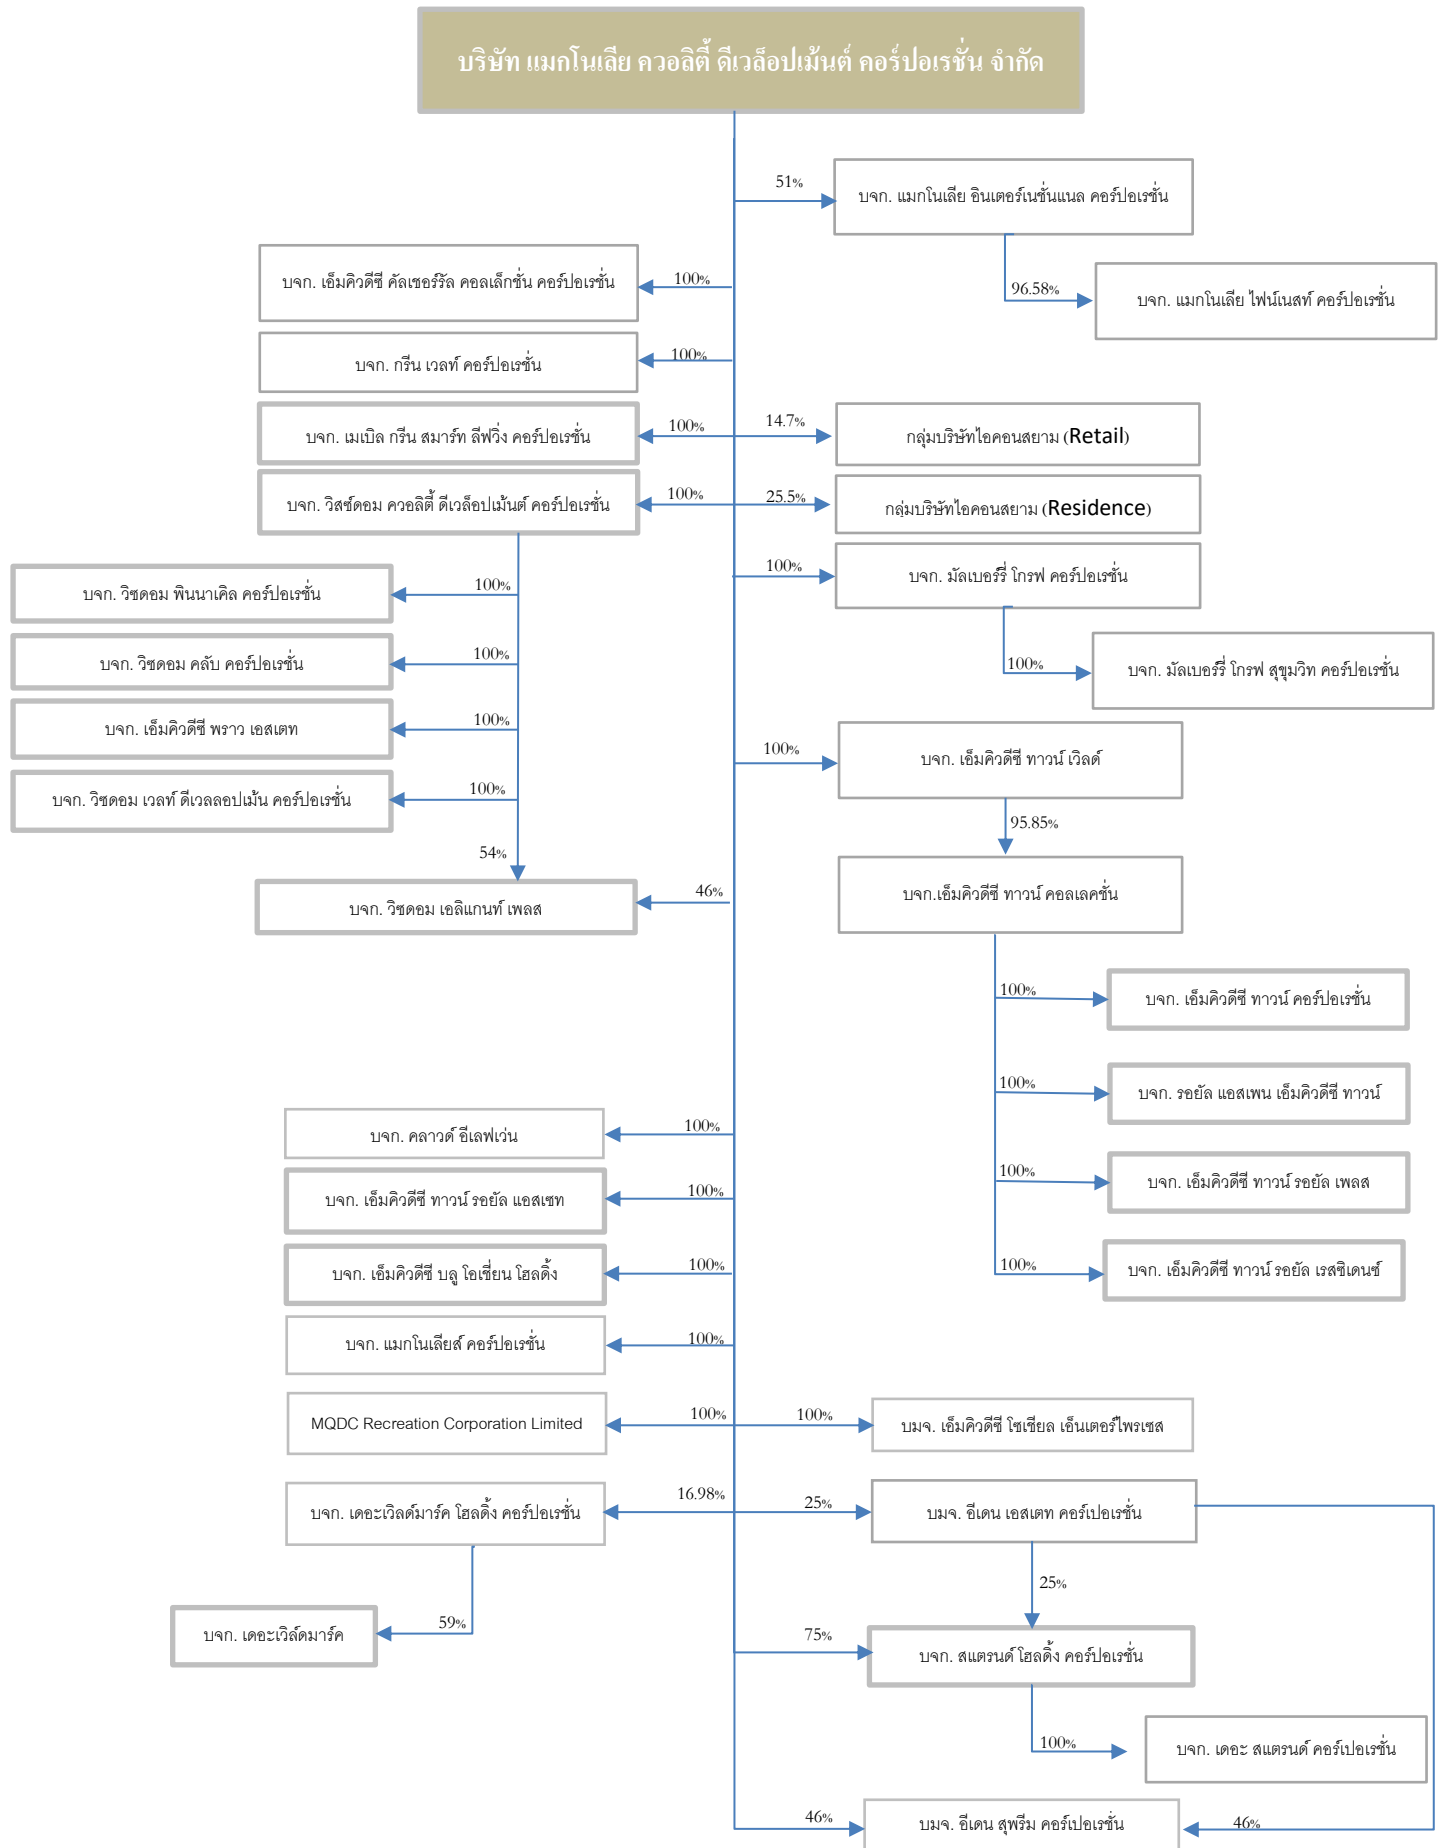 บริษัท แมกโนเลีย ควอลิตี้ ดีเวล็อปเม้นต์ คอร์ปอเรชั่น จำกัด
51%
บจก. แมกโนเลีย อินเตอร์เนชั่นแนล คอร์ปอเรชั่น
บจก. เอ็มคิวดีซี คัลเชอร์รัล คอลเล็กชั่น คอร์ปอเรชั่น
100%
96.58%
บจก. แมกโนเลีย ไฟน์เนสท์ คอร์ปอเรชั่น
บจก. กรีน เวลท์ คอร์ปอเรชั่น
100%
บจก. เมเบิล กรีน สมาร์ท ลีฟวิ่ง คอร์ปอเรชั่น
100%
14.7%
กลุ่มบริษัทไอคอนสยาม (Retail)
บจก. วิสซ์ดอม ควอลิตี้ ดีเวล็อปเม้นต์ คอร์ปอเรชั่น
100%
25.5%
กลุ่มบริษัทไอคอนสยาม (Residence)
100%
บจก. มัลเบอร์รี่ โกรฟ คอร์ปอเรชั่น
บจก. วิซดอม พินนาเคิล คอร์ปอเรชั่น
100%
บจก. วิซดอม คลับ คอร์ปอเรชั่น
100%
100%
บจก. มัลเบอร์รี่ โกรฟ สุขุมวิท คอร์ปอเรชั่น
บจก. เอ็มคิวดีซี พราว เอสเตท
100%
100%
บจก. เอ็มคิวดีซี ทาวน์ เวิลด์
บจก. วิซดอม เวลท์ ดีเวลลอปเม้น คอร์ปอเรชั่น
100%
95.85%
54%
บจก. วิซดอม เอลิแกนท์ เพลส
46%
บจก.เอ็มคิวดีซี ทาวน์ คอลเลคชั่น
100%
บจก. เอ็มคิวดีซี ทาวน์ คอร์ปอเรชั่น
100%
บจก. รอยัล แอสเพน เอ็มคิวดีซี ทาวน์
บจก. คลาวด์ อีเลฟเว่น
100%
100%
บจก. เอ็มคิวดีซี ทาวน์ รอยัล เพลส
บจก. เอ็มคิวดีซี ทาวน์ รอยัล แอสเซท
100%
บจก. เอ็มคิวดีซี บลู โอเชี่ยน โฮลดิ้ง
100%
100%
บจก. เอ็มคิวดีซี ทาวน์ รอยัล เรสซิเดนซ์
บจก. แมกโนเลียส์ คอร์ปอเรชั่น
100%
MQDC Recreation Corporation Limited
100%
100%
บมจ. เอ็มคิวดีซี โซเชียล เอ็นเตอร์ไพรเซส
บจก. เดอะเวิลด์มาร์ค โฮลดิ้ง คอร์ปอเรชั่น
16.98%
25%
บมจ. อีเดน เอสเตท คอร์เปอเรชั่น
25%
บจก. เดอะเวิล์ดมาร์ค
59%
75%
บจก. สแตรนด์ โฮลดิ้ง คอร์ปอเรชั่น
100%
บจก. เดอะ สแตรนด์ คอร์เปอเรชั่น
46%
บมจ. อีเดน สุพรีม คอร์เปอเรชั่น
46%